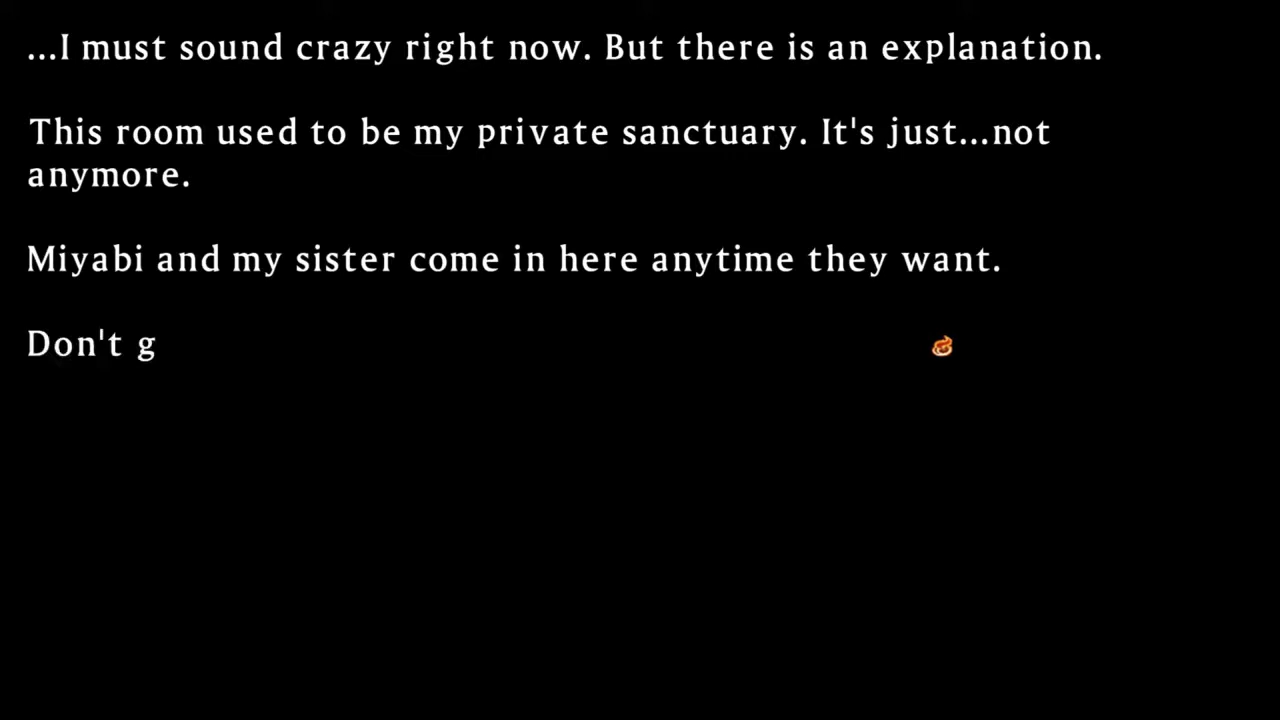 ...I must sound crazy right now. But there is an explanation.
This room used to be my private sanctuary. It's just...not
anymore.
Miyabi and my sister come in here anytime they want.
Don't g